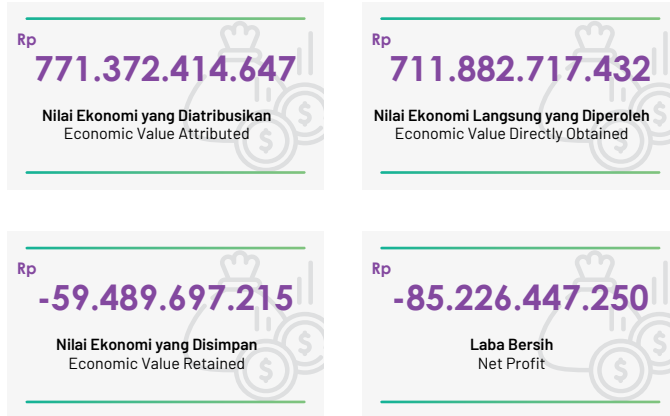 Rp
771.372.414.647
Nilai Ekonomi yang Diatribusikan
Economic Value Attributed
Rp
711.882.717.432
Nilai Ekonomi Langsung yang Diperoleh
Economic Value Directly Obtained
Rp
-59.489.697.215
Nilai Ekonomi yang Disimpan
Economic Value Retained
Rp
-85.226.447.250
Laba Bersih
Net Profit